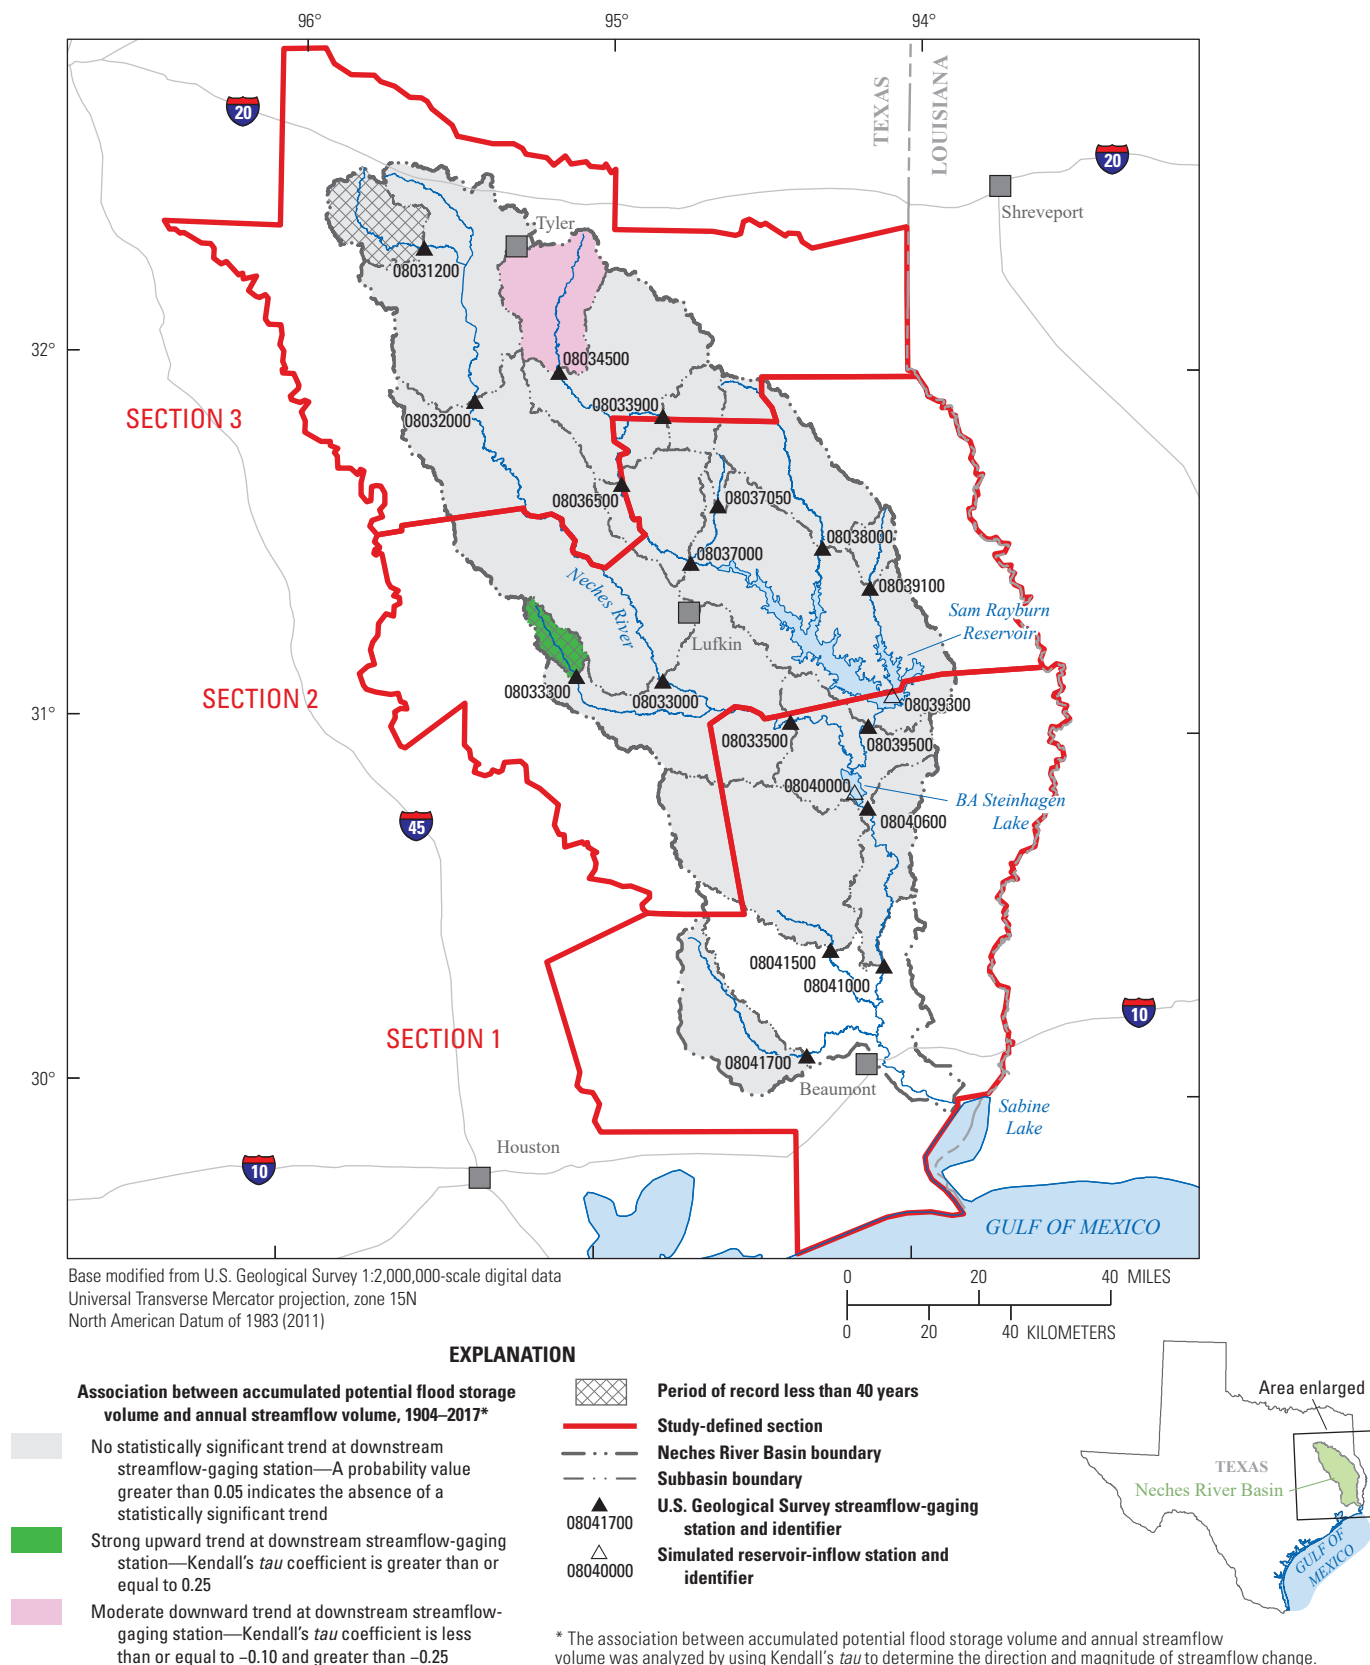 96°
95°
94°
20
TEXAS
LOUISIANA
20
Shreveport
Tyler
08031200
32°
08034500
SECTION 3
08032000
08033900
08036500
08037050
08037000
08038000
08039100
Neches River
Lufkin
Sam Rayburn
Reservoir
SECTION 2
08033300
08033000
08039300
31°
08033500
08039500
08040000
BA Steinhagen
Lake
08040600
45
08041500
08041000
10
SECTION 1
08041700
30°
Beaumont
Sabine
Lake
Houston
10
GULF OF MEXICO
Base modified from U.S. Geological Survey 1:2,000,000-scale digital data
Universal Transverse Mercator projection, zone 15N
North American Datum of 1983 (2011)
0 20 40 MILES
0 20 40 KILOMETERS
EXPLANATION
Association between accumulated potential flood storage
volume and annual streamflow volume, 1904–2017*
No statistically significant trend at downstream
streamflow-gaging station—A probability value
greater than 0.05 indicates the absence of a
statistically significant trend
Strong upward trend at downstream streamflow-gaging
station—Kendall's tau coefficient is greater than or
equal to 0.25
Moderate downward trend at downstream streamflow-
gaging station—Kendall's tau coefficient is less
than or equal to −0.10 and greater than −0.25
Period of record less than 40 years
Study-defined section
Neches River Basin boundary
Subbasin boundary
08041700
U.S. Geological Survey streamflow-gaging
station and identifier
08040000
Simulated reservoir-inflow station and
identifier
Area enlarged
TEXAS
Neches River Basin
GULF OF
MEXICO
* The association between accumulated potential flood storage volume and annual streamflow
volume was analyzed by using Kendall's tau to determine the direction and magnitude of streamflow change.